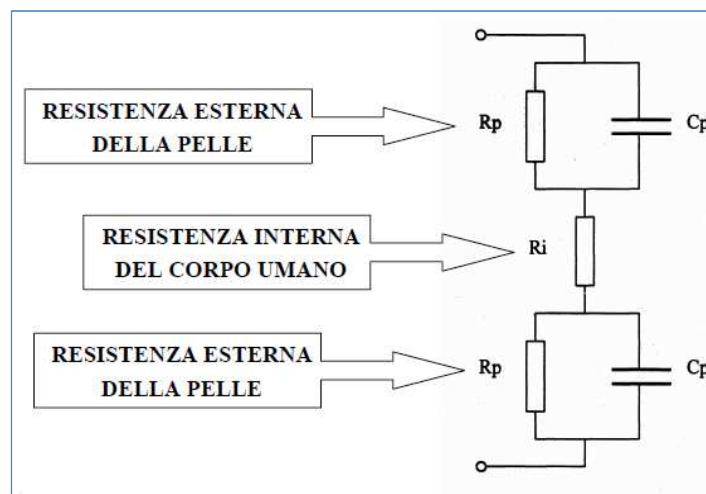 RESISTENZA ESTERNA
DELLA PELLE
Rp
Cp
RESISTENZA INTERNA
DEL CORPO UMANO
Ri
RESISTENZA ESTERNA
DELLA PELLE
Rp
Cp